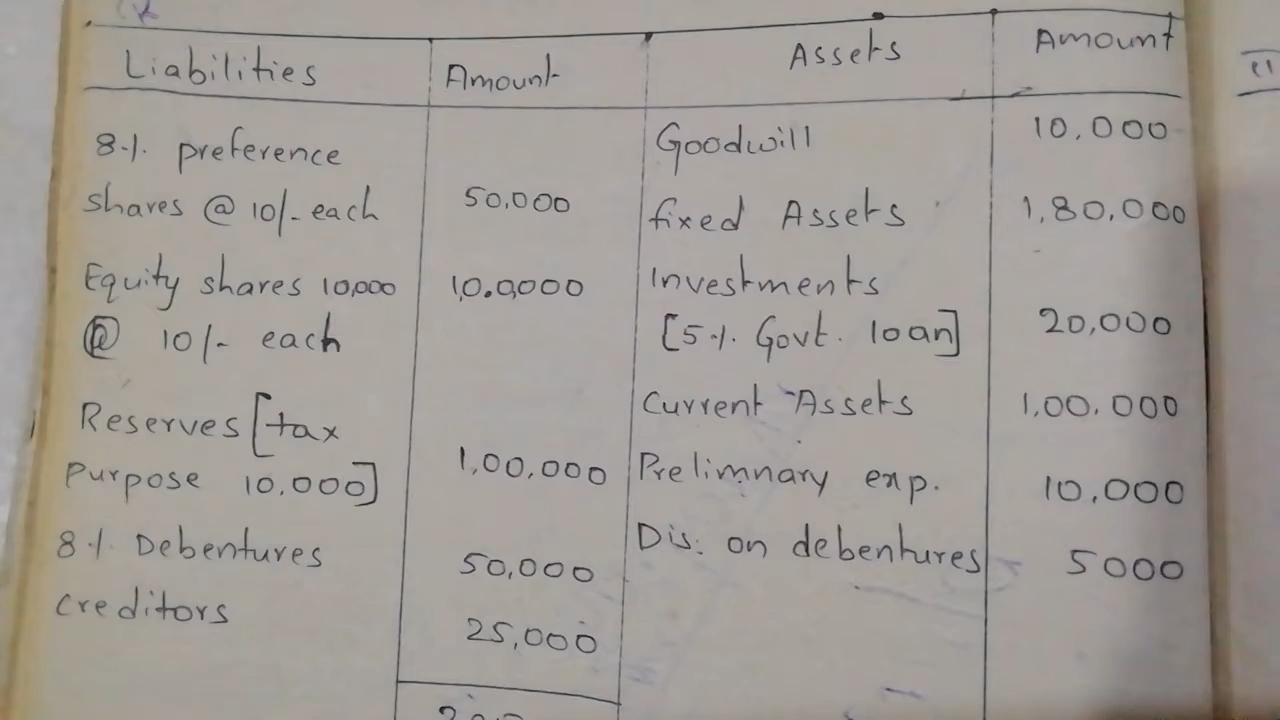 Liabilities Amount Assets Amount
8·/. preference Goodwill 10,000
shares @ 10/- each 50,000 fixed Assets 1,80,000
Equity shares 10,000 10,0,000 Investments
@ 10/- each [5·/. Govt. loan] 20,000
Reserves [tax Current Assets 1,00,000
purpose 10,000] 1,00,000 Prelimnary exp. 10,000
8·/. Debentures 50,000 Dis. on debentures 5000
creditors 25,000